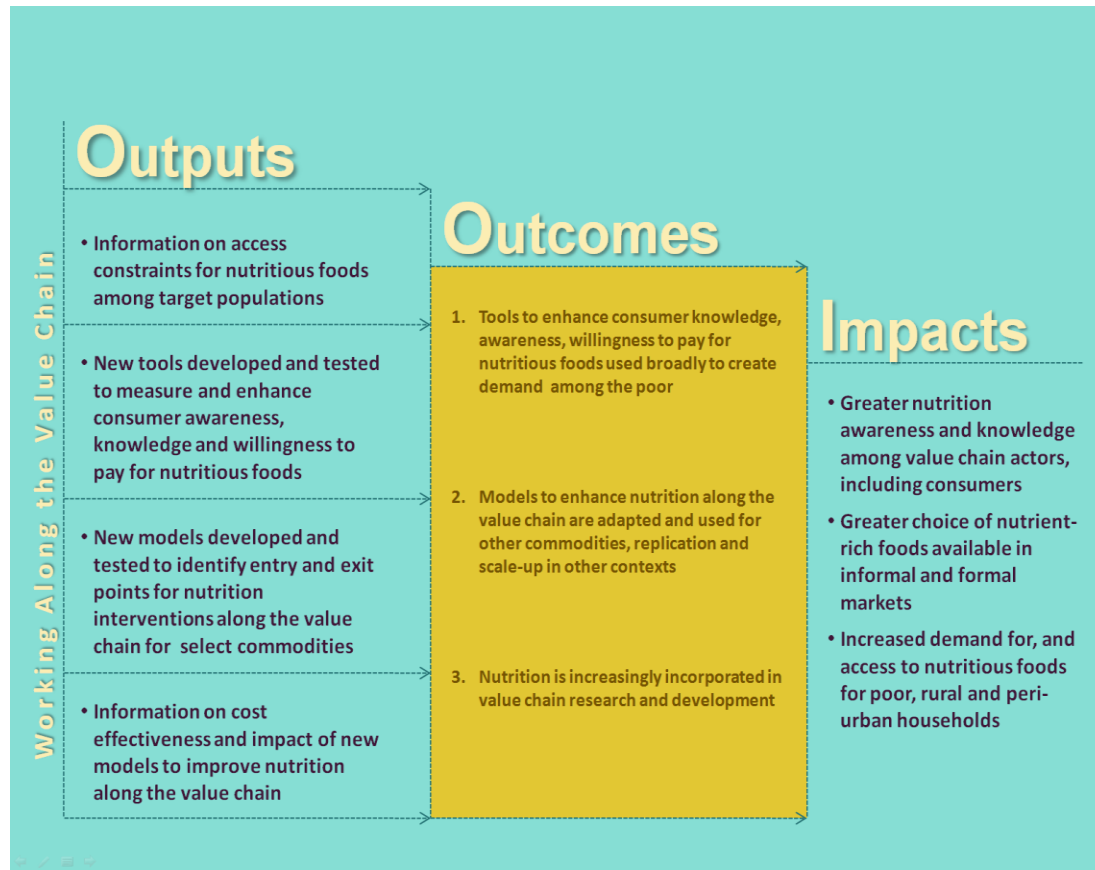 Working Along the Value Chain
Outputs
• Information on access
constraints for nutritious foods
among target populations
• New tools developed and tested
to measure and enhance
consumer awareness,
knowledge and willingness to
pay for nutritious foods
• New models developed and
tested to identify entry and exit
points for nutrition
interventions along the value
chain for select commodities
• Information on cost
effectiveness and impact of new
models to improve nutrition
along the value chain
Outcomes
1. Tools to enhance consumer knowledge,
awareness, willingness to pay for
nutritious foods used broadly to create
demand among the poor
2. Models to enhance nutrition along the
value chain are adapted and used for
other commodities, replication and
scale-up in other contexts
3. Nutrition is increasingly incorporated in
value chain research and development
Impacts
• Greater nutrition
awareness and knowledge
among value chain actors,
including consumers
• Greater choice of nutrient-
rich foods available in
informal and formal
markets
• Increased demand for, and
access to nutritious foods
for poor, rural and peri-
urban households